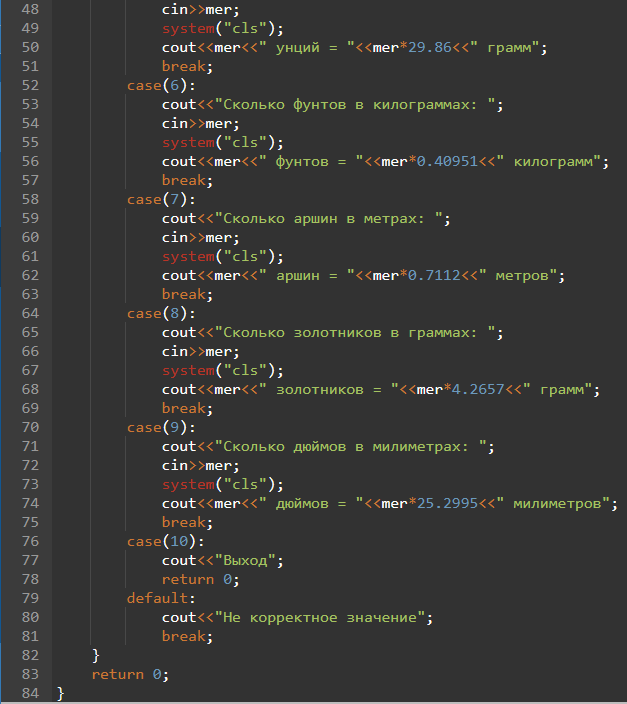 48 cin>>mer;
49 system("cls");
50 cout<<mer<<" унций = "<<mer*29.86<<" грамм";
51 break;
52 case(6):
53 cout<<"Сколько фунтов в килограммах: ";
54 cin>>mer;
55 system("cls");
56 cout<<mer<<" фунтов = "<<mer*0.40951<<" килограмм";
57 break;
58 case(7):
59 cout<<"Сколько аршин в метрах: ";
60 cin>>mer;
61 system("cls");
62 cout<<mer<<" аршин = "<<mer*0.7112<<" метров";
63 break;
64 case(8):
65 cout<<"Сколько золотников в граммах: ";
66 cin>>mer;
67 system("cls");
68 cout<<mer<<" золотников = "<<mer*4.2657<<" грамм";
69 break;
70 case(9):
71 cout<<"Сколько дюймов в милиметрах: ";
72 cin>>mer;
73 system("cls");
74 cout<<mer<<" дюймов = "<<mer*25.2995<<" милиметров";
75 break;
76 case(10):
77 cout<<"Выход";
78 return 0;
79 default:
80 cout<<"Не корректное значение";
81 break;
82 }
83 return 0;
84 }